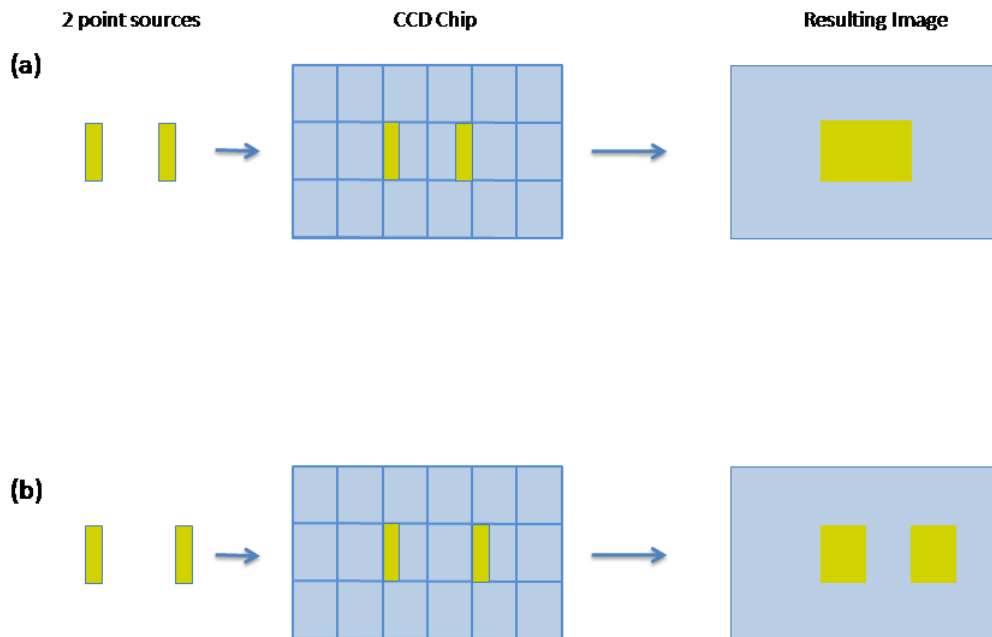 2 point sources
CCD Chip
Resulting Image
(a)
(b)